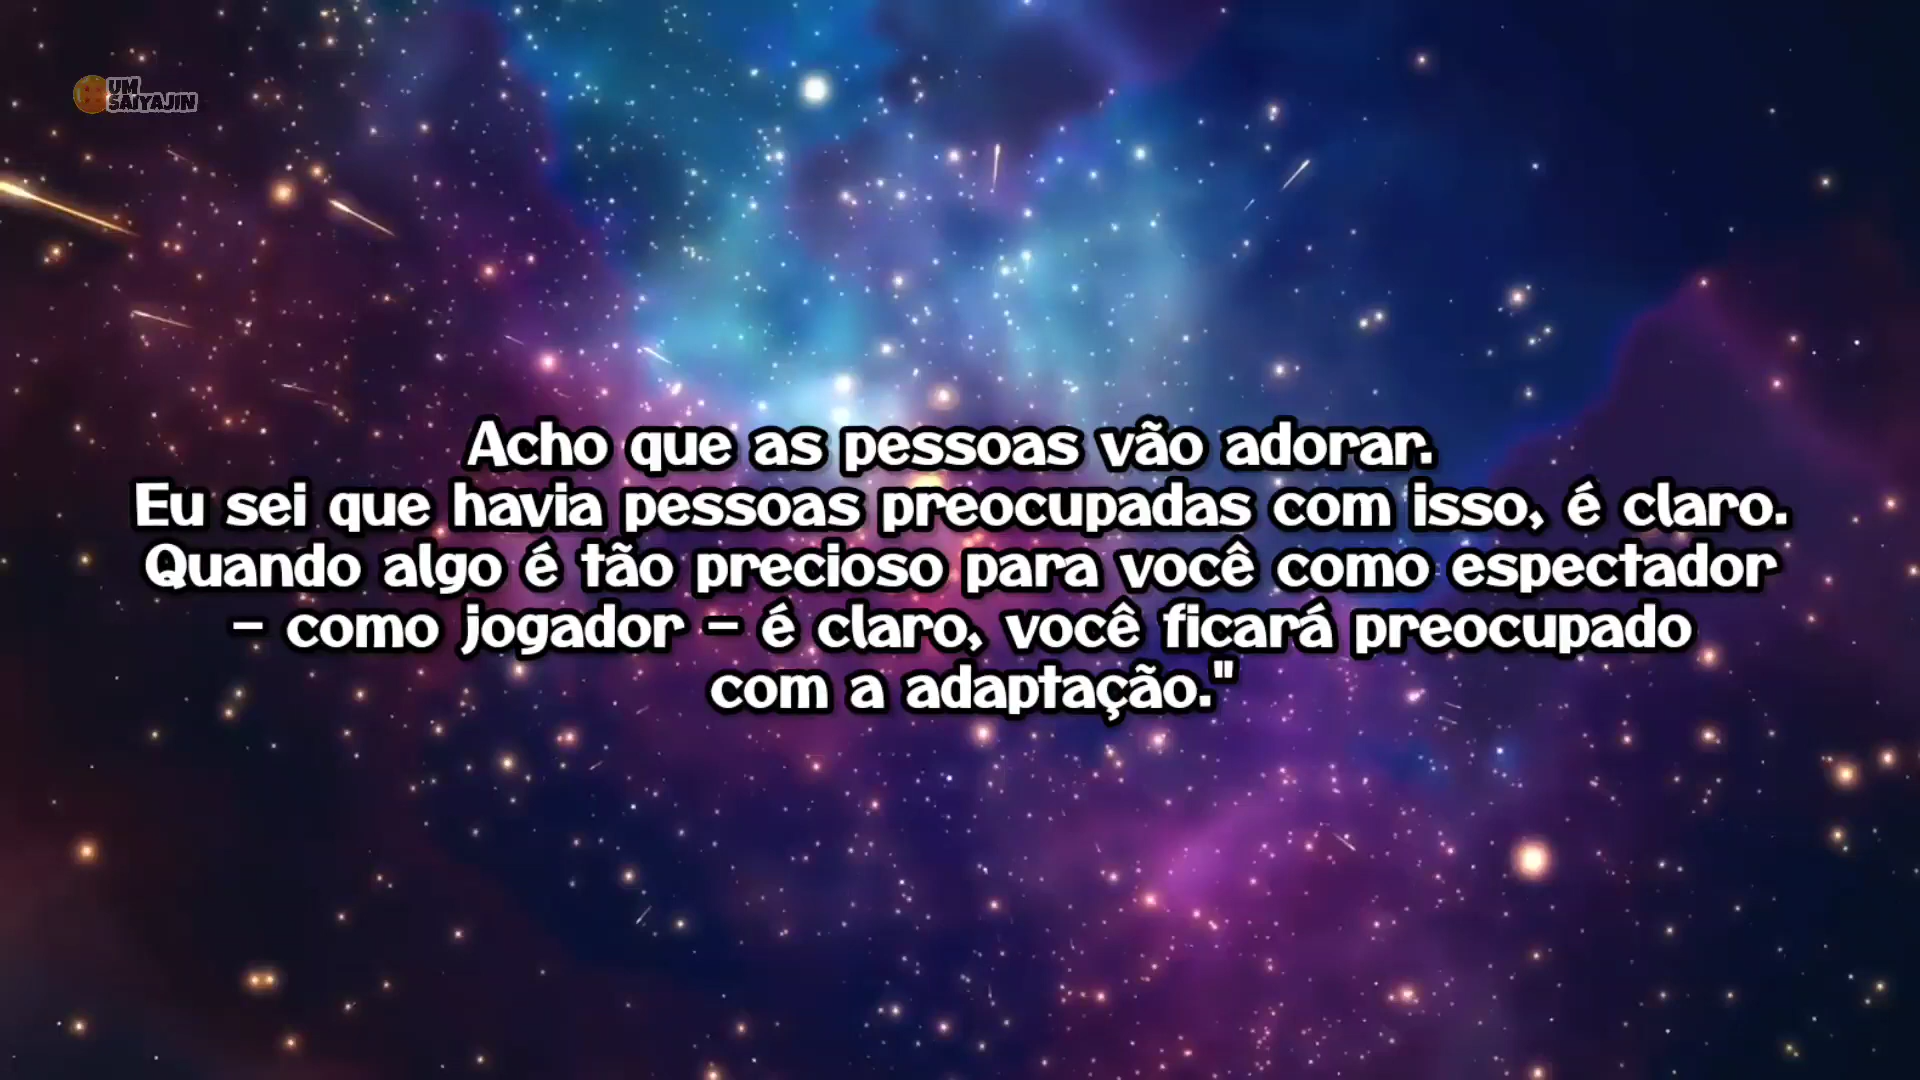 UM
SAIYAJIN
Acho que as pessoas vão adorar.
Eu sei que havia pessoas preocupadas com isso, é claro.
Quando algo é tão precioso para você como espectador
- como jogador - é claro, você ficará preocupado
com a adaptação."